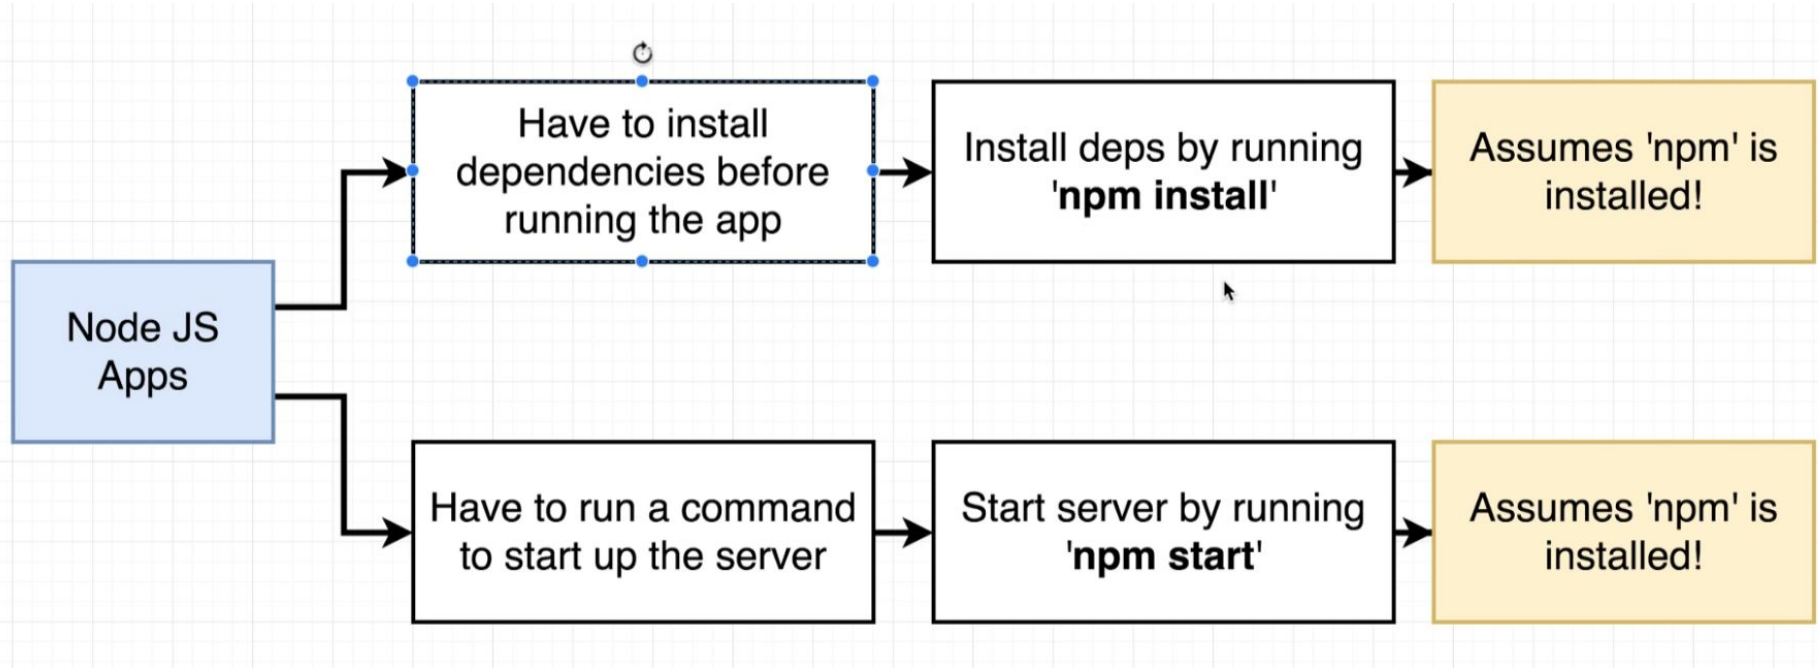 Have to install
dependencies before
running the app
Install deps by running
'npm install'
Assumes 'npm' is
installed!
Node JS
Apps
Have to run a command
to start up the server
Start server by running
'npm start'
Assumes 'npm' is
installed!